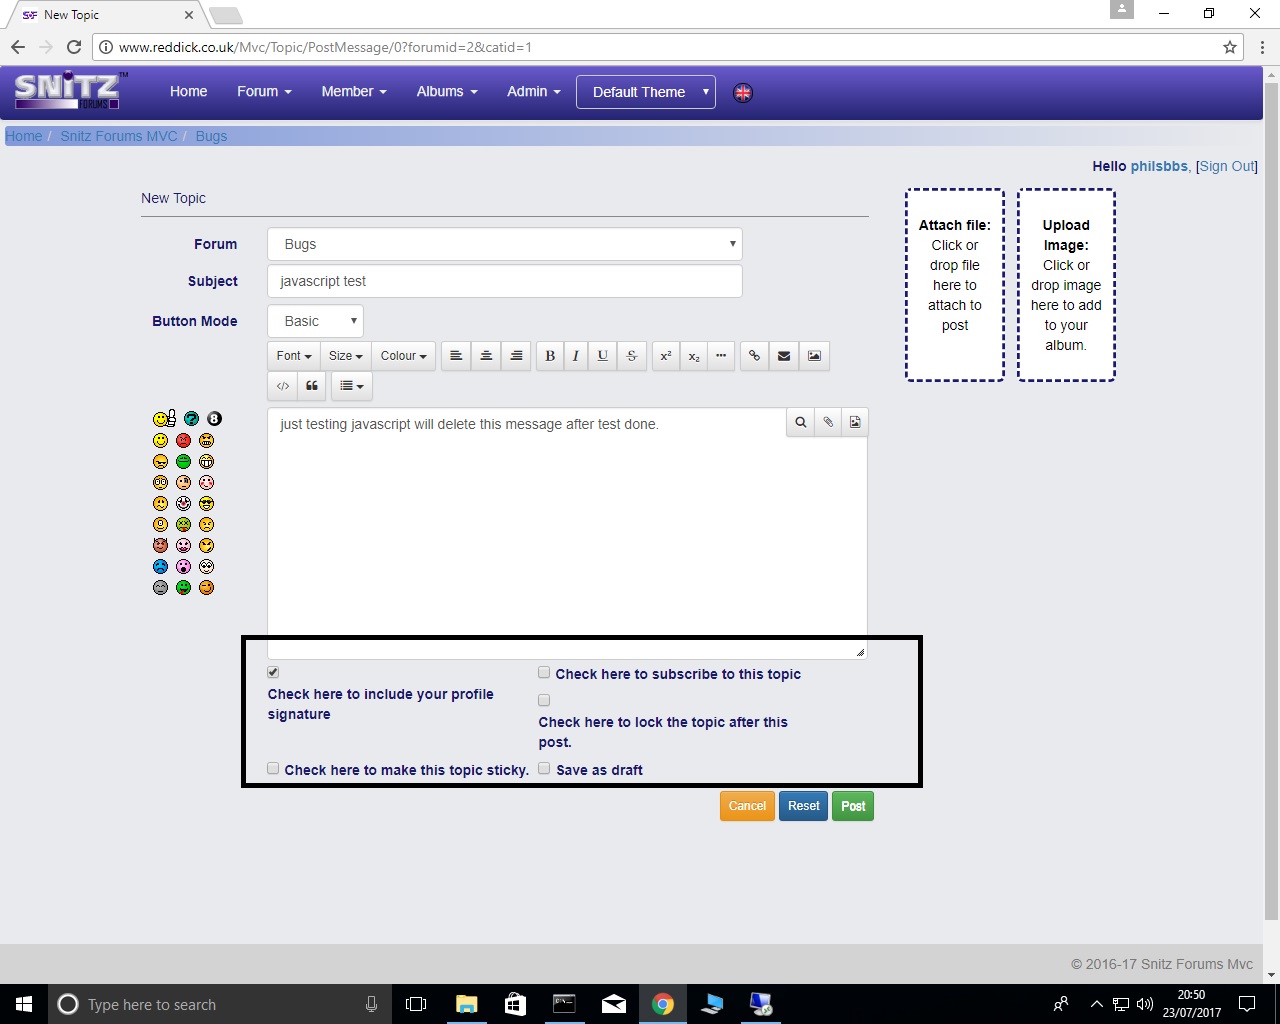 New Topic
www.reddick.co.uk/Mvc/Topic/PostMessage/0?forumid=2&catid=1
SNiTZ™ FORUMS
Home Forum Member Albums Admin Default Theme
Home / Snitz Forums MVC / Bugs
Hello philsbbs, [Sign Out]
New Topic
Forum Bugs
Subject javascript test
Button Mode Basic
Font Size Colour B I U S x² x₂ •••
</>
just testing javascript will delete this message after test done.
Attach file:
Click or
drop file
here to
attach to
post
Upload
Image:
Click or
drop image
here to add
to your
album.
Check here to include your profile
signature
Check here to subscribe to this topic
Check here to lock the topic after this
post.
Check here to make this topic sticky.
Save as draft
Cancel Reset Post
© 2016-17 Snitz Forums Mvc
Type here to search
20:50
23/07/2017